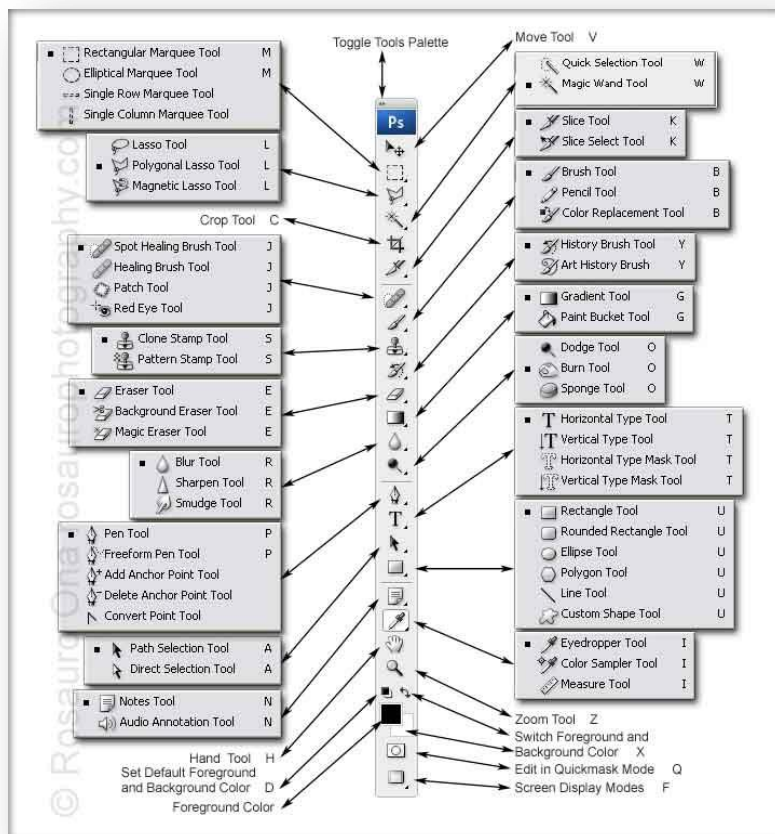 Toggle Tools Palette
Ps
Rectangular Marquee Tool M
Elliptical Marquee Tool M
Single Row Marquee Tool
Single Column Marquee Tool
Lasso Tool L
Polygonal Lasso Tool L
Magnetic Lasso Tool L
Crop Tool C
Spot Healing Brush Tool J
Healing Brush Tool J
Patch Tool J
Red Eye Tool J
Clone Stamp Tool S
Pattern Stamp Tool S
Eraser Tool E
Background Eraser Tool E
Magic Eraser Tool E
Blur Tool R
Sharpen Tool R
Smudge Tool R
Pen Tool P
Freeform Pen Tool P
Add Anchor Point Tool
Delete Anchor Point Tool
Convert Point Tool
Path Selection Tool A
Direct Selection Tool A
Notes Tool N
Audio Annotation Tool N
Hand Tool H
Set Default Foreground
and Background Color D
Foreground Color
Move Tool V
Quick Selection Tool W
Magic Wand Tool W
Slice Tool K
Slice Select Tool K
Brush Tool B
Pencil Tool B
Color Replacement Tool B
History Brush Tool Y
Art History Brush Y
Gradient Tool G
Paint Bucket Tool G
Dodge Tool O
Burn Tool O
Sponge Tool O
Horizontal Type Tool T
Vertical Type Tool T
Horizontal Type Mask Tool T
Vertical Type Mask Tool T
Rectangle Tool U
Rounded Rectangle Tool U
Ellipse Tool U
Polygon Tool U
Line Tool U
Custom Shape Tool U
Eyedropper Tool I
Color Sampler Tool I
Measure Tool I
Zoom Tool Z
Switch Foreground and
Background Color X
Edit in Quickmask Mode Q
Screen Display Modes F
© Rosauro Ona rosaurophotography.com